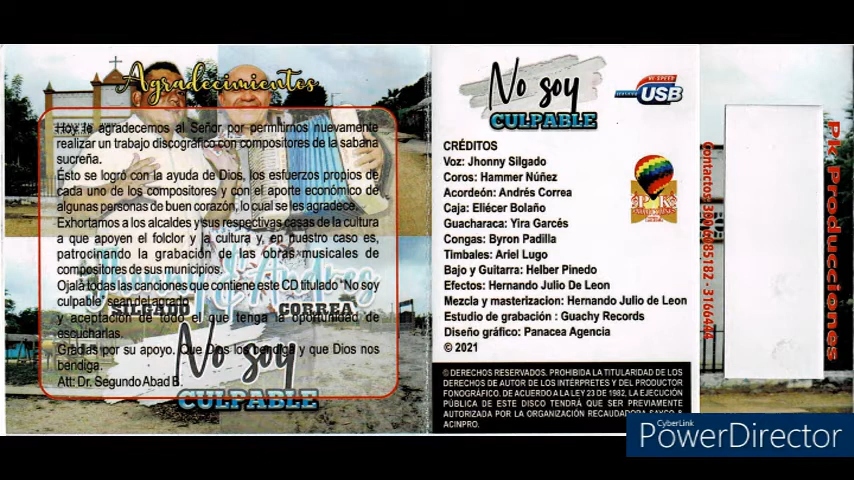 Agradecimientos
Hoy le agradecemos al Señor por permitirnos nuevamente
realizar un trabajo discográfico con compositores de la sabana
sucreña.
Ésto se logró con la ayuda de Dios, los esfuerzos propios de
cada uno de los compositores y con el aporte económico de
algunas personas de buen corazón, lo cual se les agradece.
Exhortamos a los alcaldes y sus respectivas casas de la cultura
a que apoyen el folclor y la cultura y, en nuestro caso es,
patrocinando la grabación de las obras musicales de
compositores de sus municipios.
Ojalá todas las canciones que contiene este CD titulado "No soy
culpable" sean del agrado
y aceptación de todo el que tenga la oportunidad de
escucharlas.
Gracias por su apoyo. Que Dios los bendiga y que Dios nos
bendiga.
Att: Dr. Segundo Abad B.
Jhonny & Andres
SILGADO CORREA
No soy
CULPABLE
No soy
CULPABLE
HI-SPEED
USB
CRÉDITOS
Voz: Jhonny Silgado
Coros: Hammer Núñez
Acordeón: Andrés Correa
Caja: Eliécer Bolaño
Guacharaca: Yira Garcés
Congas: Byron Padilla
Timbales: Ariel Lugo
Bajo y Guitarra: Helber Pinedo
Efectos: Hernando Julio De Leon
Mezcla y masterizacion: Hernando Julio de Leon
Estudio de grabación : Guachy Records
Diseño gráfico: Panacea Agencia
© 2021
PK
© DERECHOS RESERVADOS. PROHIBIDA LA TITULARIDAD DE LOS
DERECHOS DE AUTOR DE LOS INTÉRPRETES Y DEL PRODUCTOR
FONOGRÁFICO. DE ACUERDO A LA LEY 23 DE 1982, LA EJECUCIÓN
PÚBLICA DE ESTE DISCO TENDRÁ QUE SER PREVIAMENTE
AUTORIZADA POR LA ORGANIZACIÓN RECAUDADORA SAYCO &
ACINPRO.
Pk Producciones
CyberLink
PowerDirector